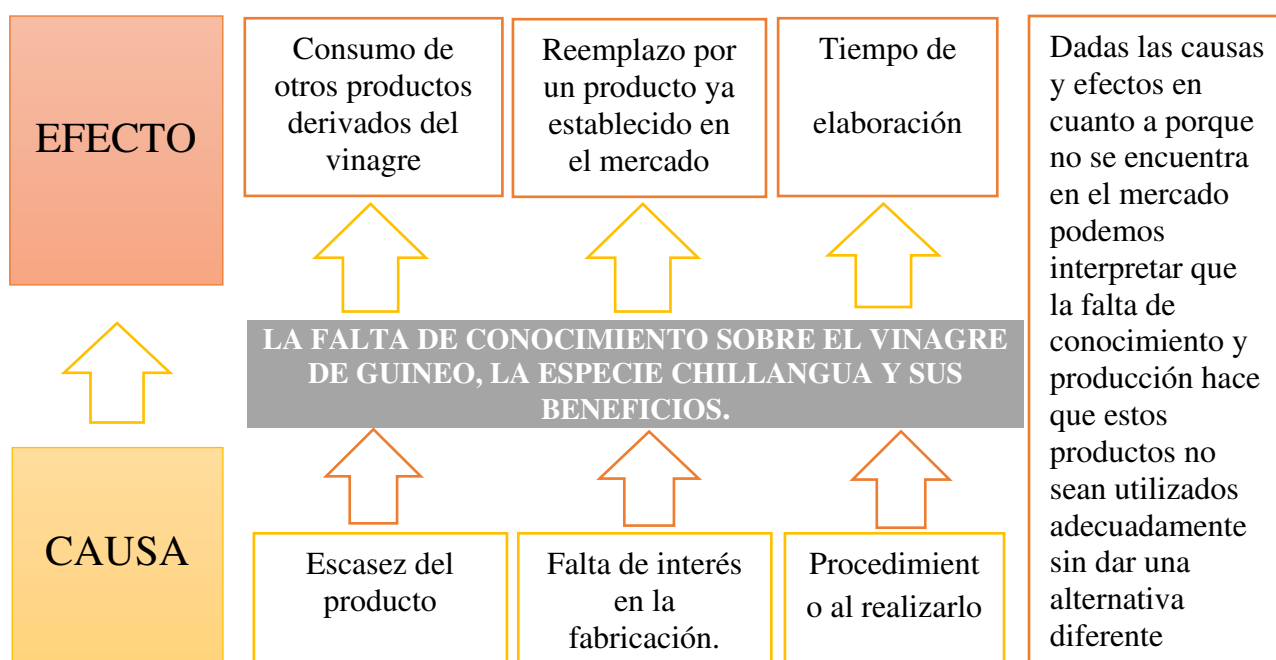 EFECTO
Consumo de
otros productos
derivados del
vinagre
Reemplazo por
un producto ya
establecido en
el mercado
Tiempo de
elaboración
LA FALTA DE CONOCIMIENTO SOBRE EL VINAGRE
DE GUINEO, LA ESPECIE CHILLANGUA Y SUS
BENEFICIOS.
CAUSA
Escasez del
producto
Falta de interés
en la
fabricación.
Procedimient
o al realizarlo
Dadas las causas
y efectos en
cuanto a porque
no se encuentra
en el mercado
podemos
interpretar que
la falta de
conocimiento y
producción hace
que estos
productos no
sean utilizados
adecuadamente
sin dar una
alternativa
diferente